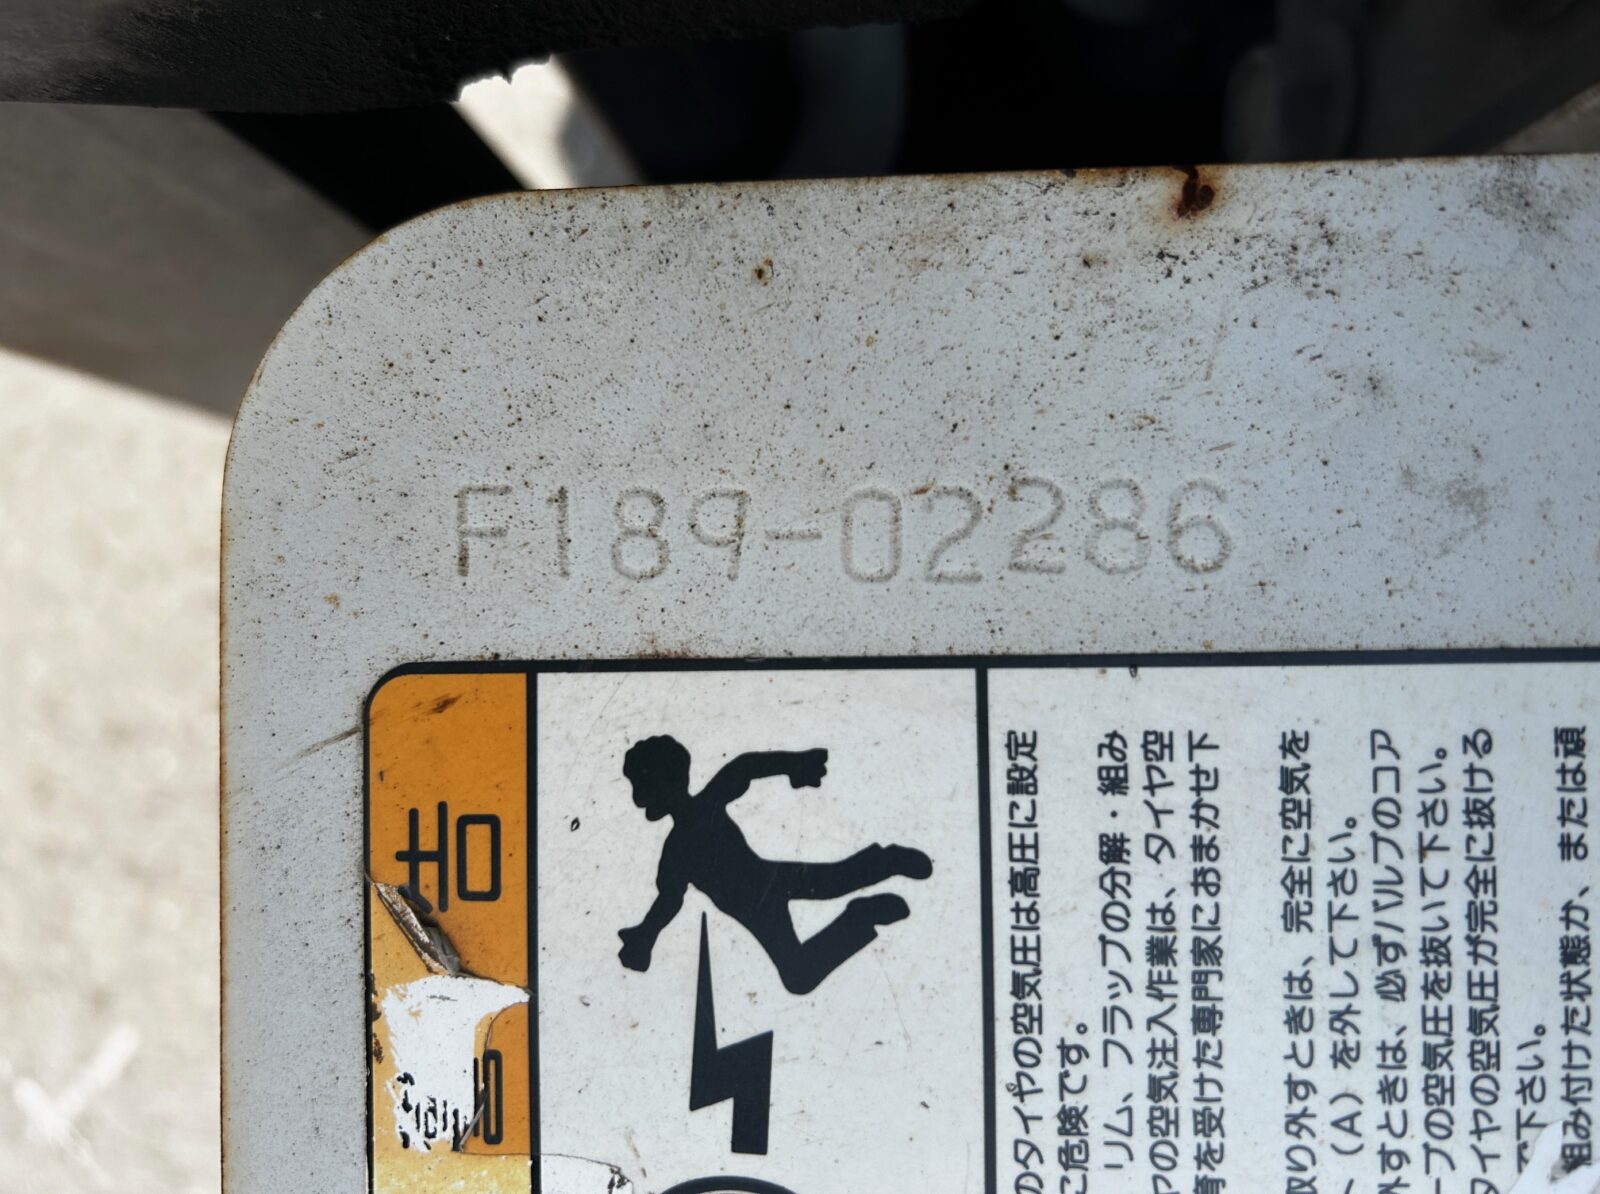 F189-02286
警告
のタイヤの空気圧は高圧に設定
に危険です。
リム、フラップの分解・組み
ヤの空気注入作業は、タイヤ空
育を受けた専門家におまかせ下
取り外すときは、完全に空気を
(A)を外して下さい。
外すときは、必ずバルブのコア
ーブの空気圧を抜いて下さい。
タイヤの空気圧が完全に抜ける
で下さい。
組み付けた状態か、または頑